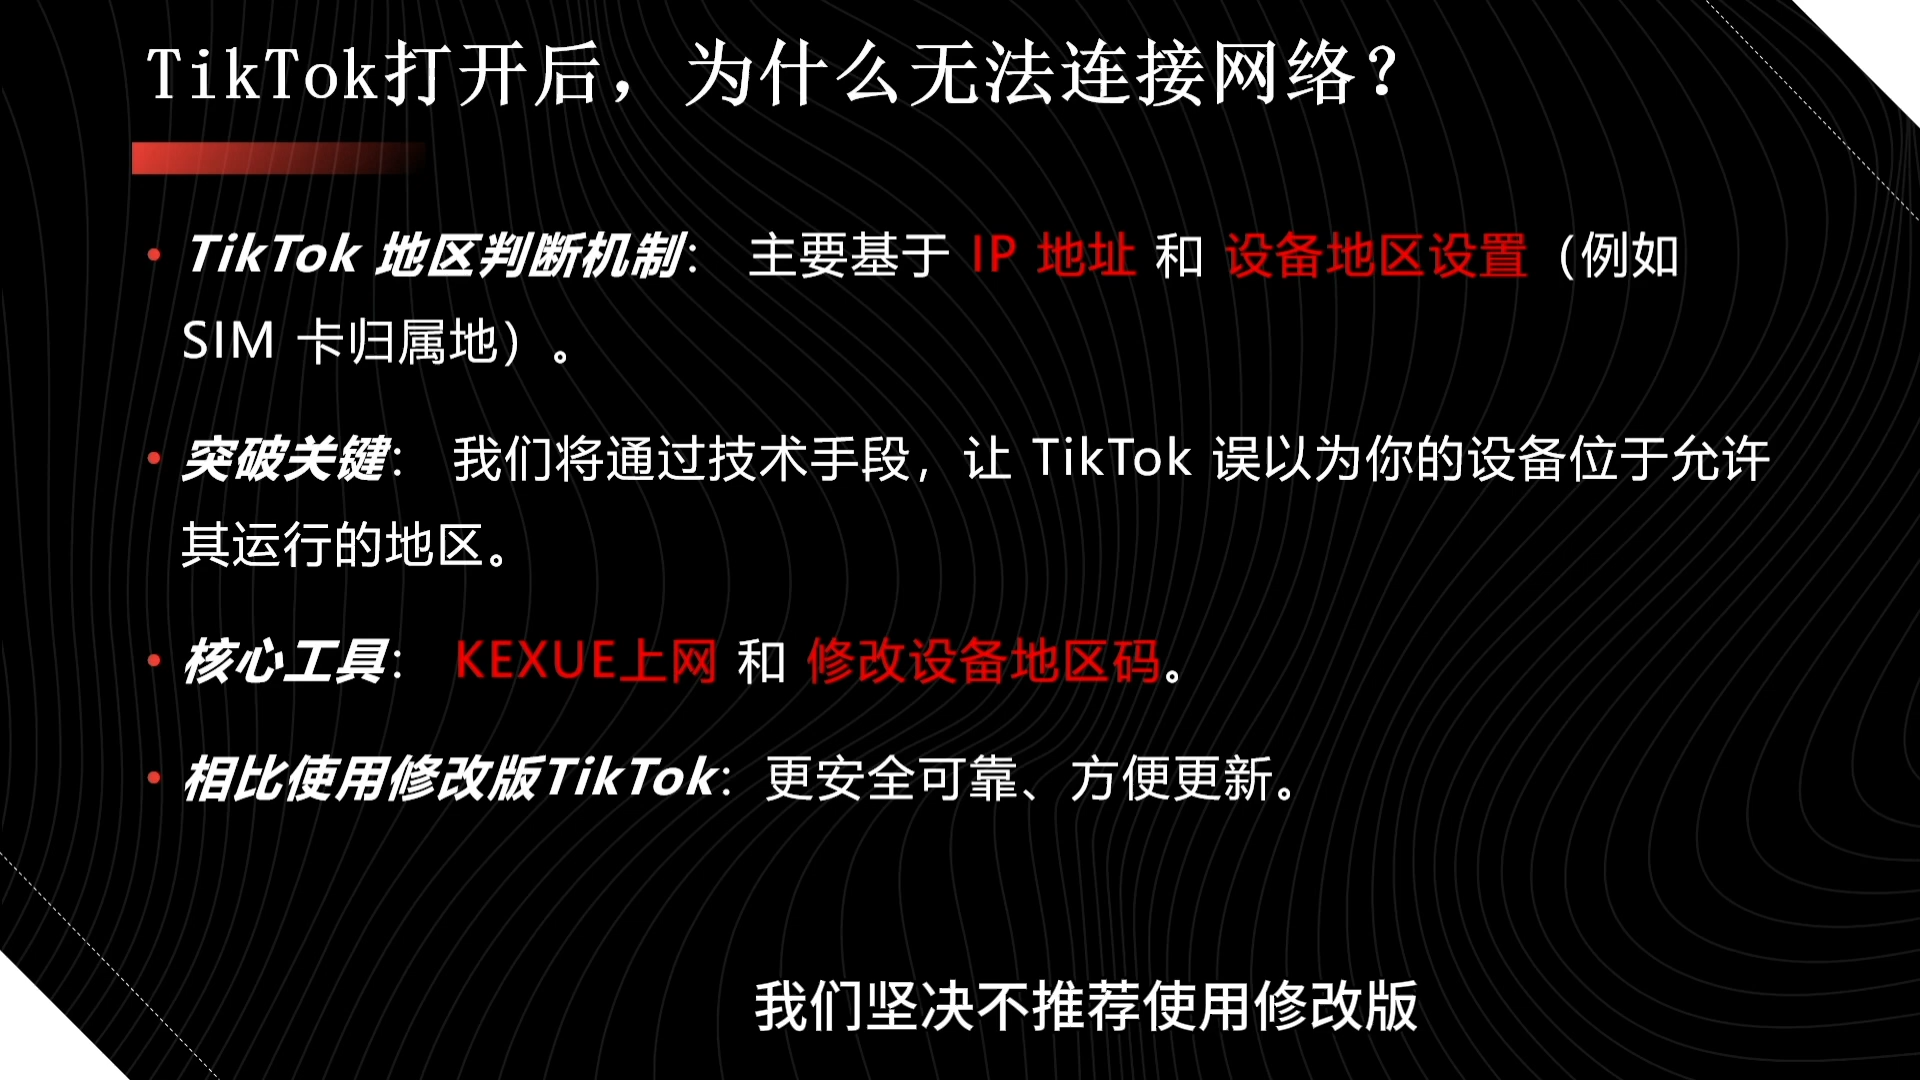 TikTok打开后，为什么无法连接网络？
TikTok 地区判断机制： 主要基于 IP 地址 和 设备地区设置（例如
SIM 卡归属地）。
突破关键： 我们将通过技术手段，让 TikTok 误以为你的设备位于允许
其运行的地区。
核心工具： KEXUE上网 和 修改设备地区码。
相比使用修改版TikTok：更安全可靠、方便更新。
我们坚决不推荐使用修改版